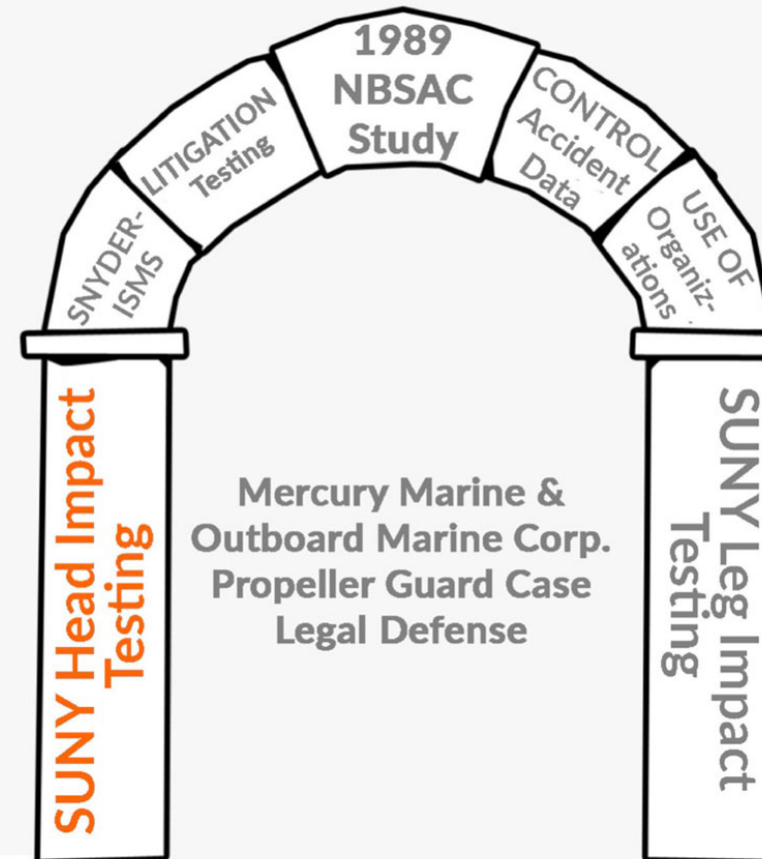 1989
NBSAC
Study
LITIGATION
Testing
CONTROL
Accident
Data
SNYDER-
ISMS
USE OF
Organiz-
ations
SUNY Head Impact
Testing
Mercury Marine &
Outboard Marine Corp.
Propeller Guard Case
Legal Defense
SUNY Leg Impact
Testing